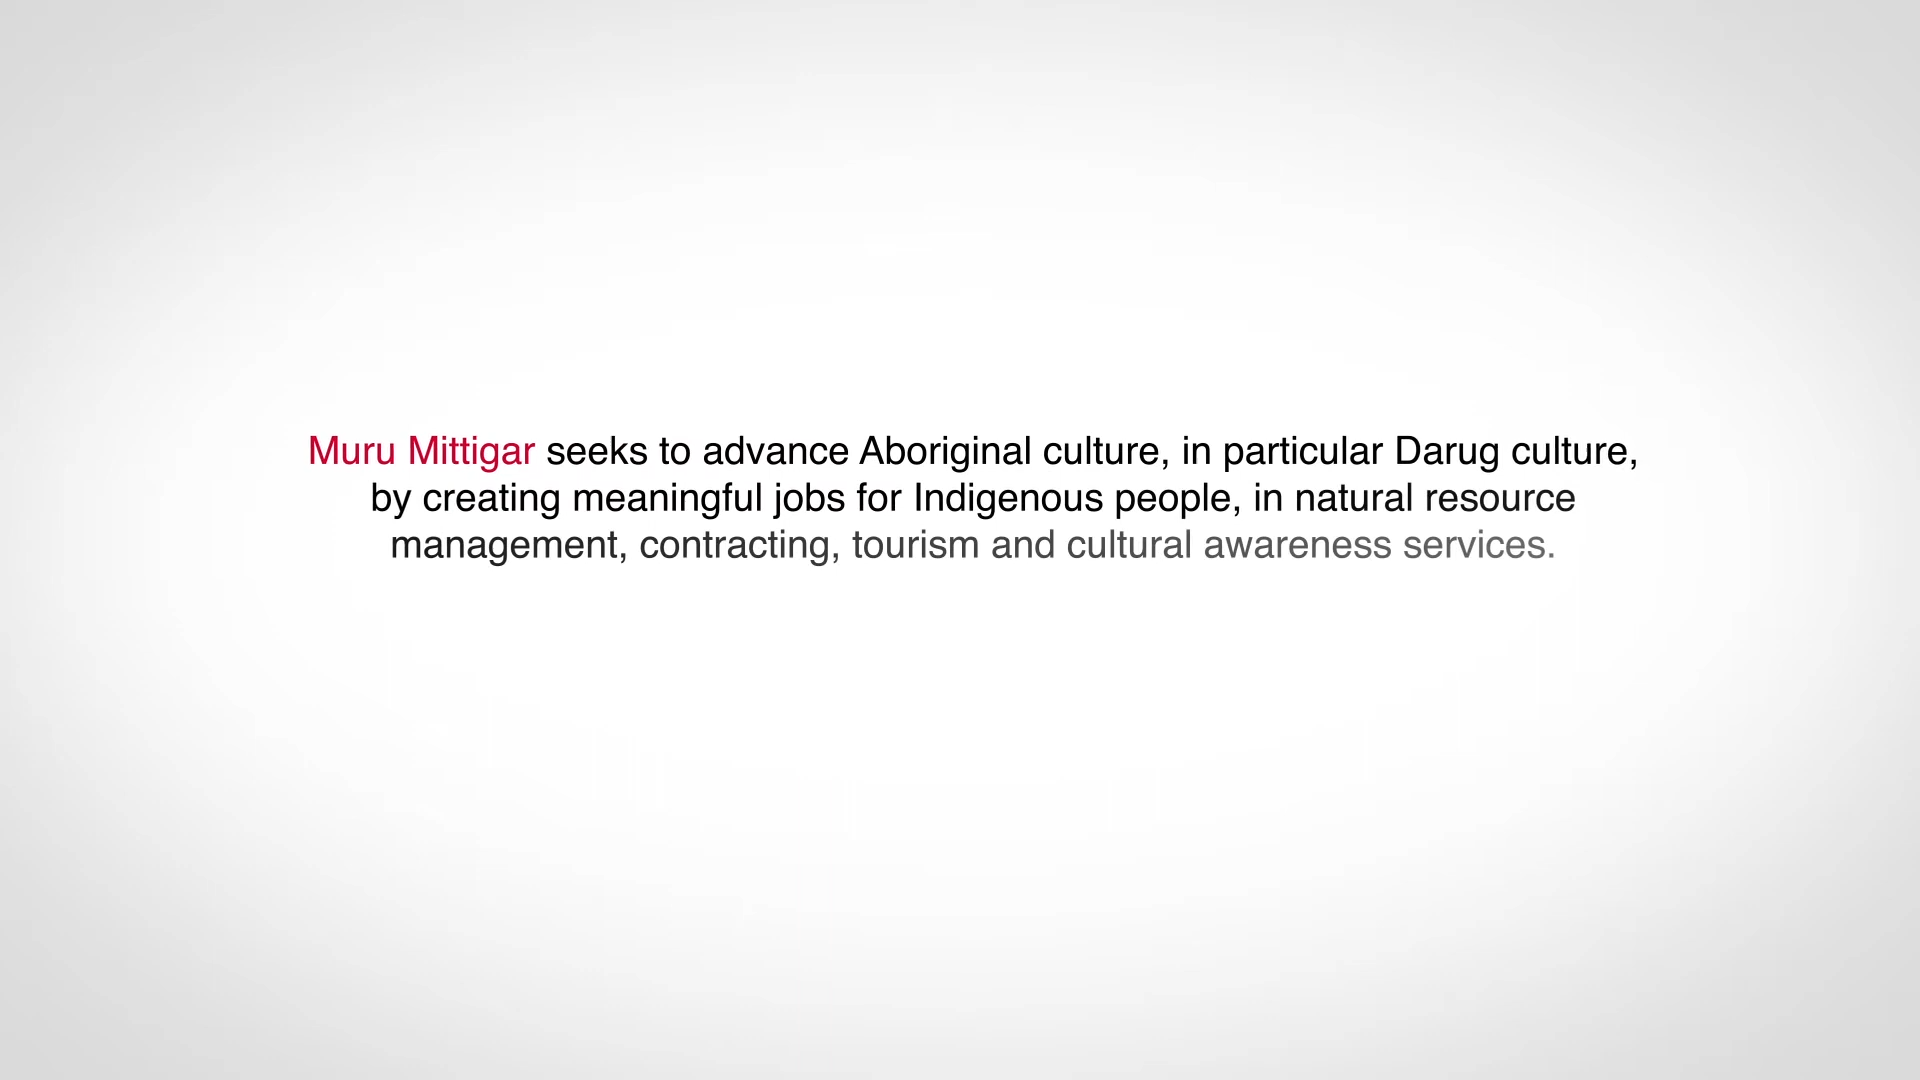 Muru Mittigar seeks to advance Aboriginal culture, in particular Darug culture,
by creating meaningful jobs for Indigenous people, in natural resource
management, contracting, tourism and cultural awareness services.